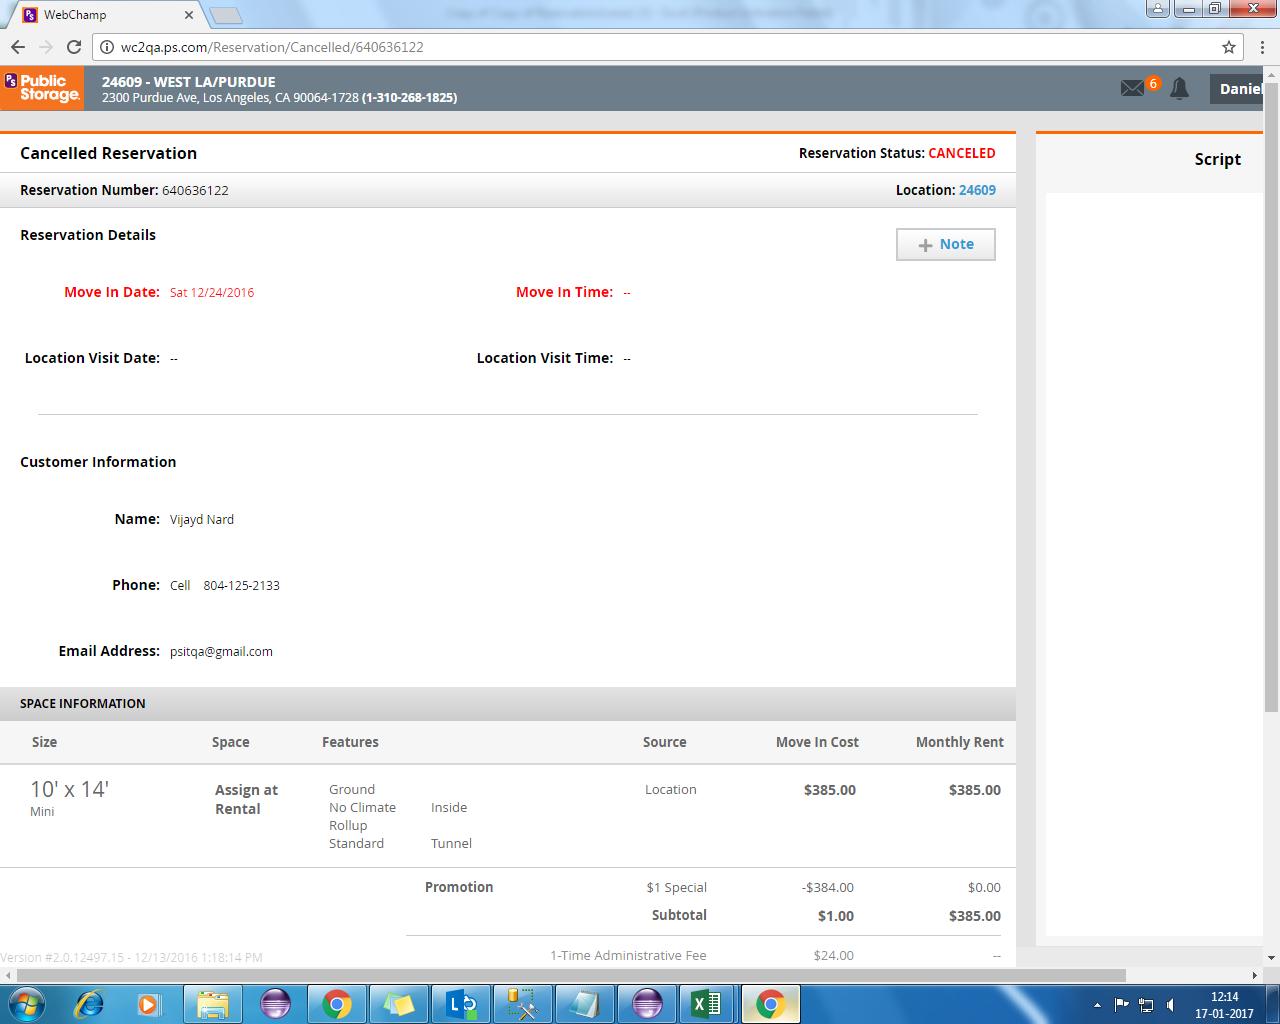 WebChamp
wc2qa.ps.com/Reservation/Cancelled/640636122
PS Public Storage.
24609 - WEST LA/PURDUE
2300 Purdue Ave, Los Angeles, CA 90064-1728 (1-310-268-1825)
6
Daniel
Cancelled Reservation
Reservation Status: CANCELED
Script
Reservation Number: 640636122
Location: 24609
Reservation Details
+ Note
Move In Date: Sat 12/24/2016
Move In Time: --
Location Visit Date: --
Location Visit Time: --
Customer Information
Name: Vijayd Nard
Phone: Cell 804-125-2133
Email Address: psitqa@gmail.com
SPACE INFORMATION
Size Space Features Source Move In Cost Monthly Rent
10' x 14' Assign at Ground Location $385.00 $385.00
Mini Rental No Climate Inside
Rollup
Standard Tunnel
Promotion $1 Special -$384.00 $0.00
Subtotal $1.00 $385.00
1-Time Administrative Fee $24.00 --
Version #2.0.12497.15 - 12/13/2016 1:18:14 PM
12:14
17-01-2017